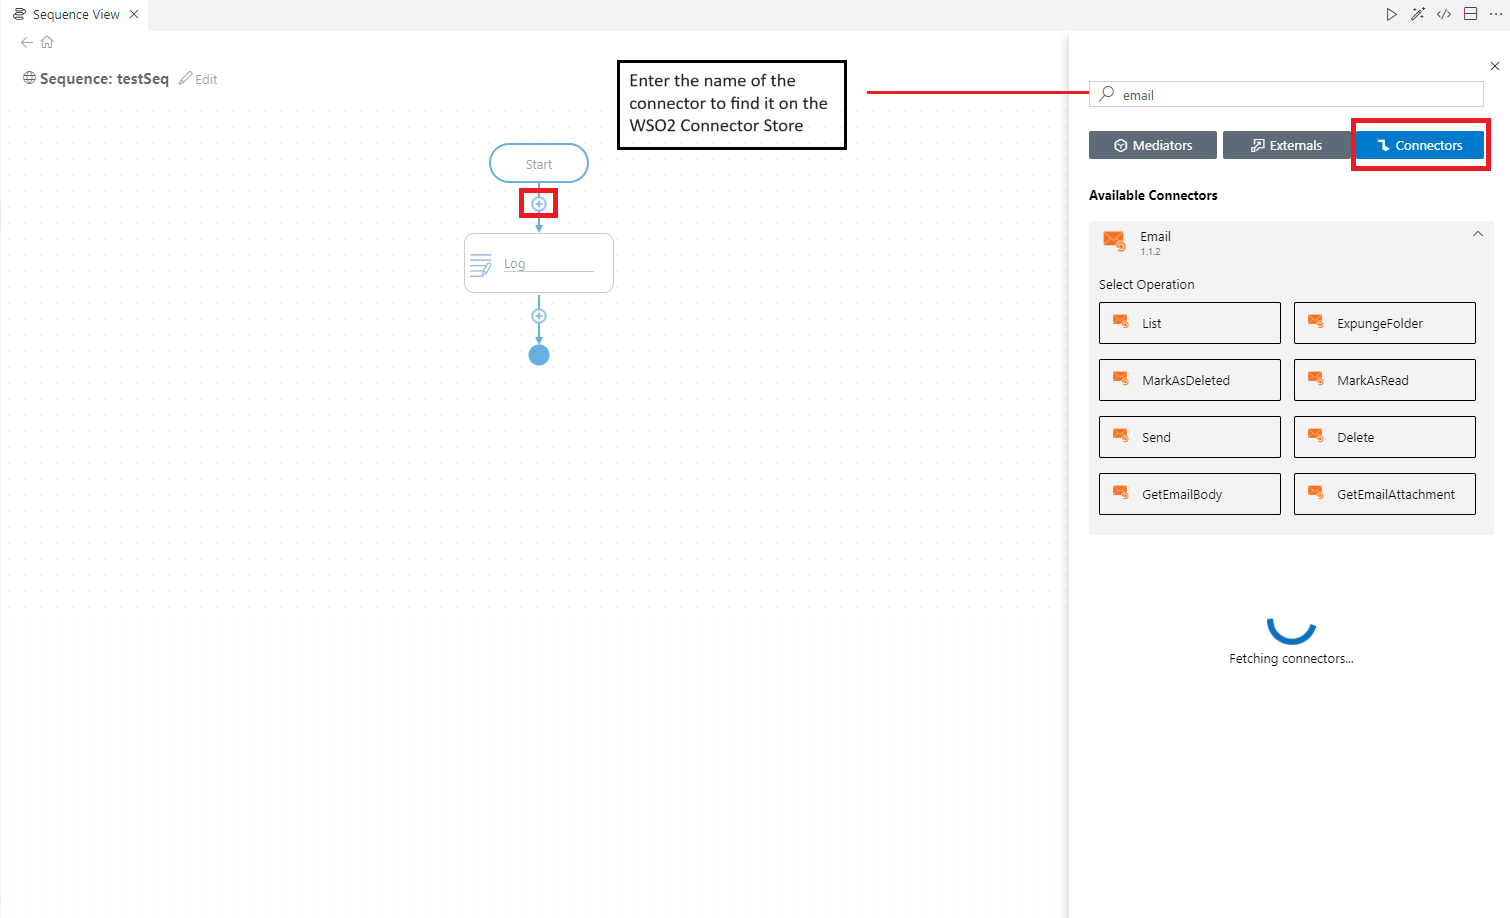 Sequence View
Sequence: testSeq Edit
Enter the name of the
connector to find it on the
WSO2 Connector Store
Start
Log
email
Mediators Externals Connectors
Available Connectors
Email
1.1.2
Select Operation
List ExpungeFolder
MarkAsDeleted MarkAsRead
Send Delete
GetEmailBody GetEmailAttachment
Fetching connectors...